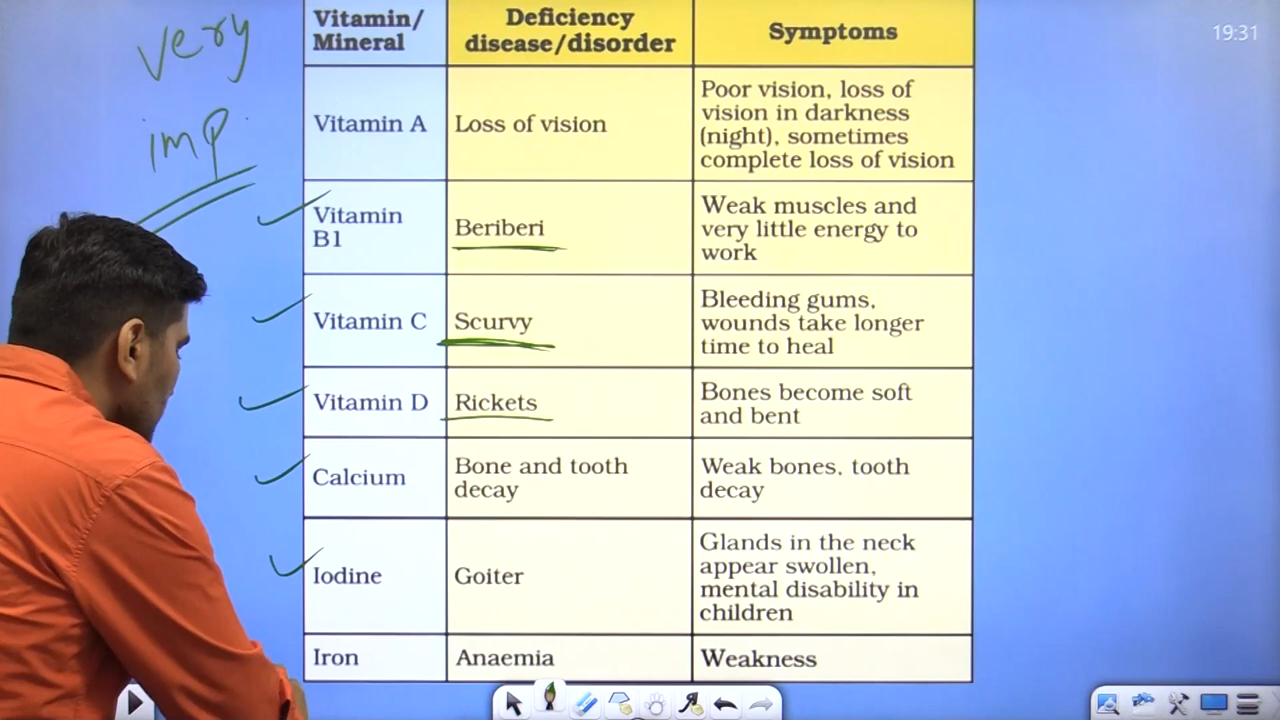 very
imp.
19:31
Vitamin/
Mineral
Deficiency
disease/disorder
Symptoms
Vitamin A
Loss of vision
Poor vision, loss of
vision in darkness
(night), sometimes
complete loss of vision
Vitamin
B1
Beriberi
Weak muscles and
very little energy to
work
Vitamin C
Scurvy
Bleeding gums,
wounds take longer
time to heal
Vitamin D
Rickets
Bones become soft
and bent
Calcium
Bone and tooth
decay
Weak bones, tooth
decay
Iodine
Goiter
Glands in the neck
appear swollen,
mental disability in
children
Iron
Anaemia
Weakness